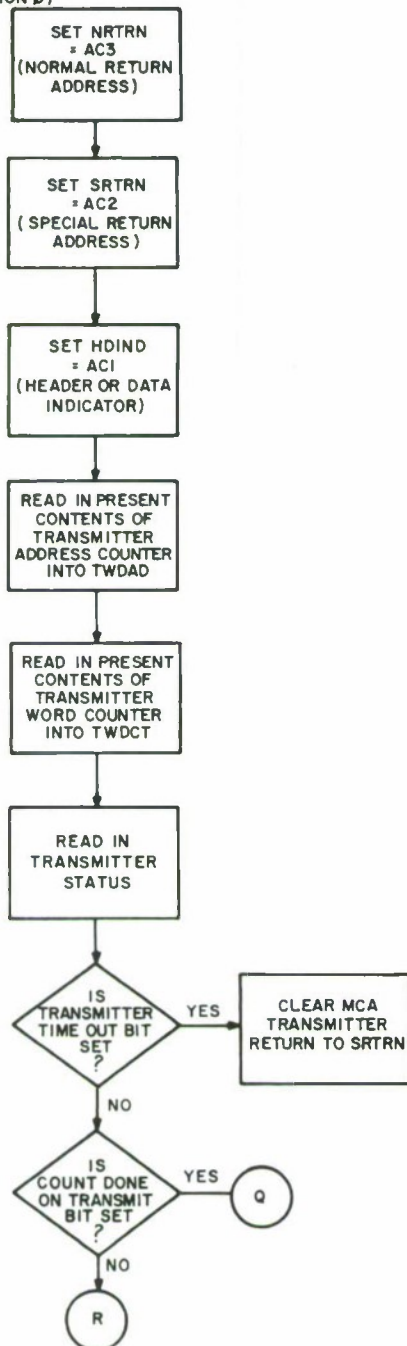 SET NRTRN
= AC3
(NORMAL RETURN
ADDRESS)
SET SRTRN
= AC2
(SPECIAL RETURN
ADDRESS)
SET HDIND
= AC1
(HEADER OR DATA
INDICATOR)
READ IN PRESENT
CONTENTS OF
TRANSMITTER
ADDRESS COUNTER
INTO TWDAD
READ IN PRESENT
CONTENTS OF
TRANSMITTER
WORD COUNTER
INTO TWDCT
READ IN
TRANSMITTER
STATUS
IS
TRANSMITTER
TIME OUT BIT
SET
?
YES
CLEAR MCA
TRANSMITTER
RETURN TO SRTRN
NO
IS
COUNT DONE
ON TRANSMIT
BIT SET
?
YES
Q
NO
R